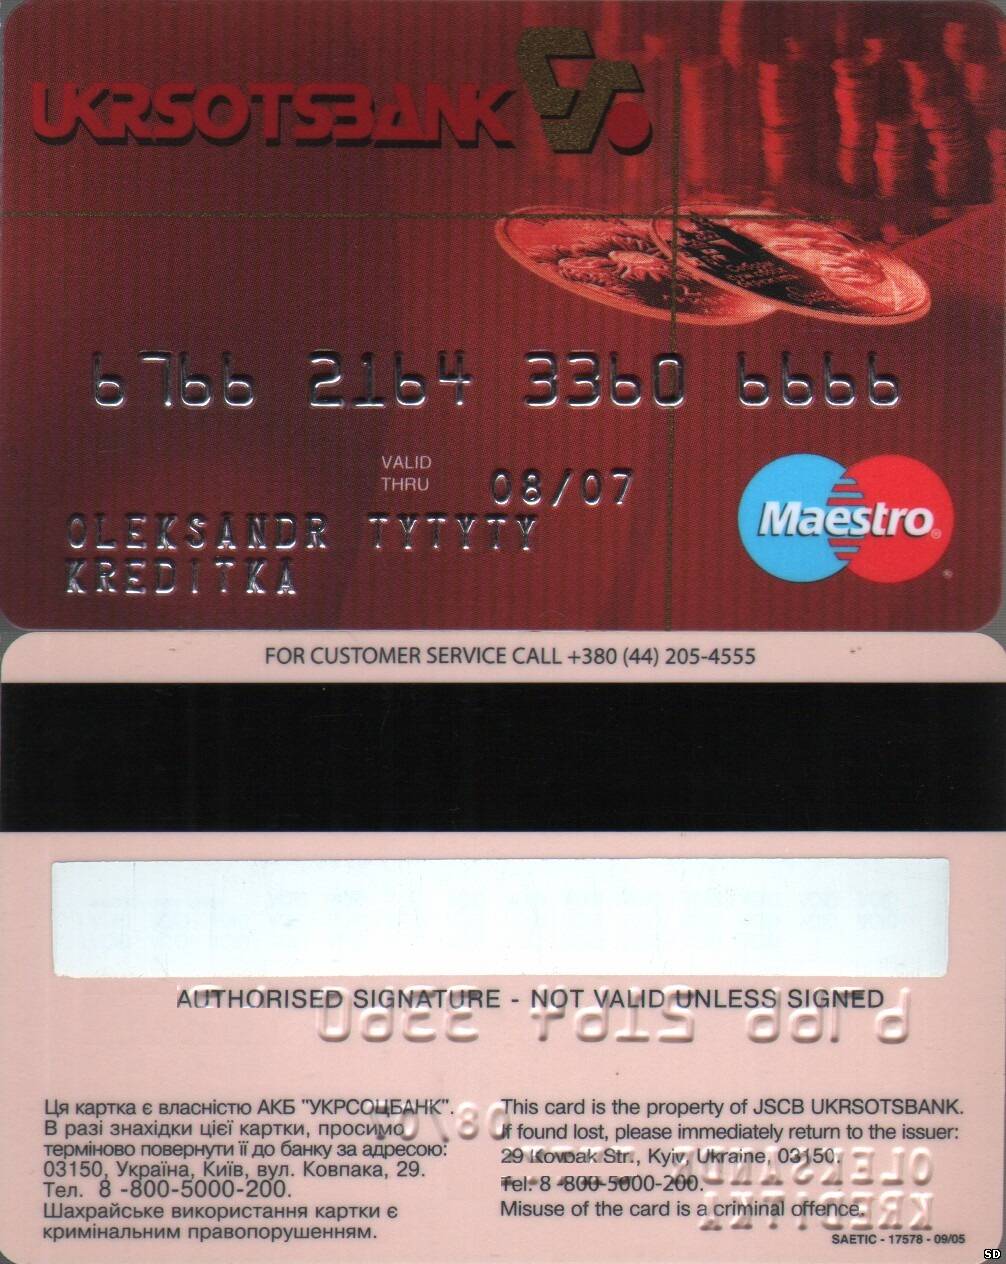 UKRSOTSBANK
6766 2164 3360 6666
VALID
THRU 08/07
OLEKSANDR TYTYTY
KREDITKA
Maestro®
FOR CUSTOMER SERVICE CALL +380 (44) 205-4555
AUTHORISED SIGNATURE - NOT VALID UNLESS SIGNED
Ця картка є власністю АКБ "УКРСОЦБАНК".
В разі знахідки цієї картки, просимо
терміново повернути її до банку за адресою:
03150, Україна, Київ, вул. Ковпака, 29.
Тел. 8 -800-5000-200.
Шахрайське використання картки є
кримінальним правопорушенням.
This card is the property of JSCB UKRSOTSBANK.
If found lost, please immediately return to the issuer:
29 Kovpak Str., Kyiv, Ukraine, 03150.
Tel. 8 -800-5000-200.
Misuse of the card is a criminal offence.
SAETIC - 17578 - 09/05
SD